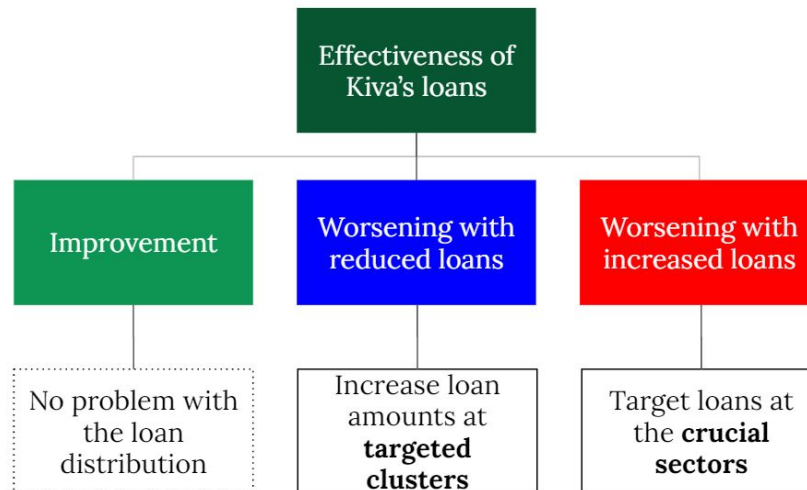 Effectiveness of
Kiva's loans
Improvement
Worsening with
reduced loans
Worsening with
increased loans
No problem with
the loan
distribution
Increase loan
amounts at
targeted
clusters
Target loans at
the crucial
sectors